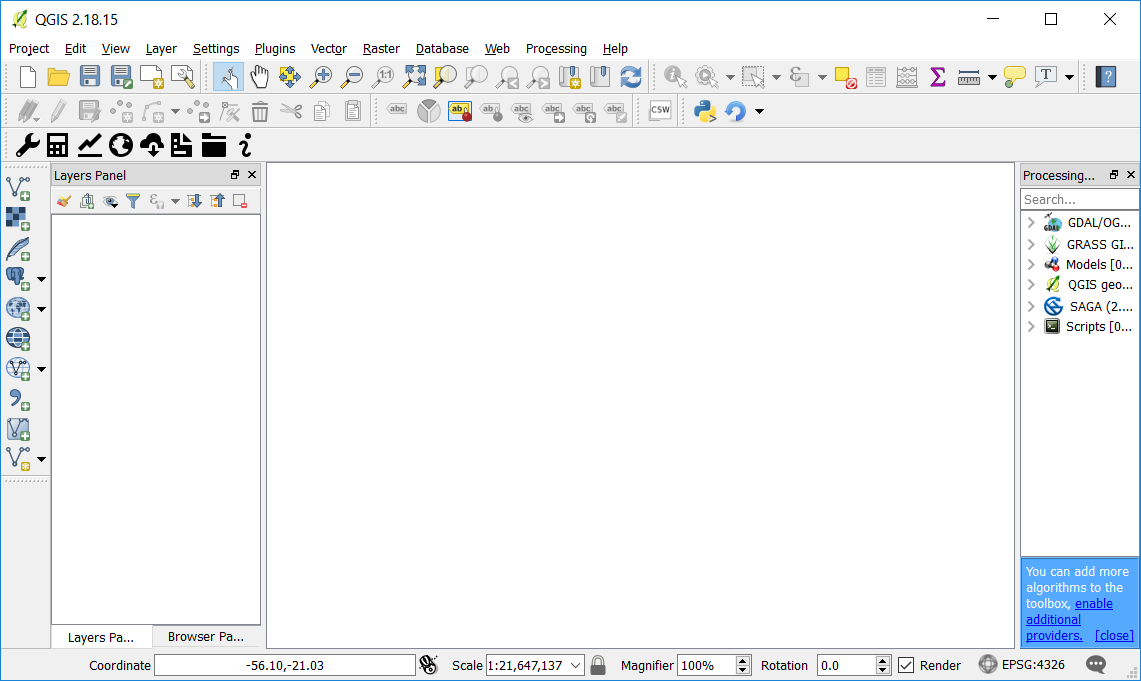 QGIS 2.18.15
Project Edit View Layer Settings Plugins Vector Raster Database Web Processing Help
1:1 Σ T ?
abc ab ab abc abc abc abc CSW
Layers Panel
Processing...
Search...
GDAL/OG...
GRASS GI...
Models [0...
QGIS geo...
SAGA (2....
Scripts [0...
You can add more
algorithms to the
toolbox, enable
additional
providers. [close]
Layers Pa... Browser Pa...
Coordinate -56.10,-21.03 Scale 1:21,647,137 Magnifier 100% Rotation 0.0 Render EPSG:4326